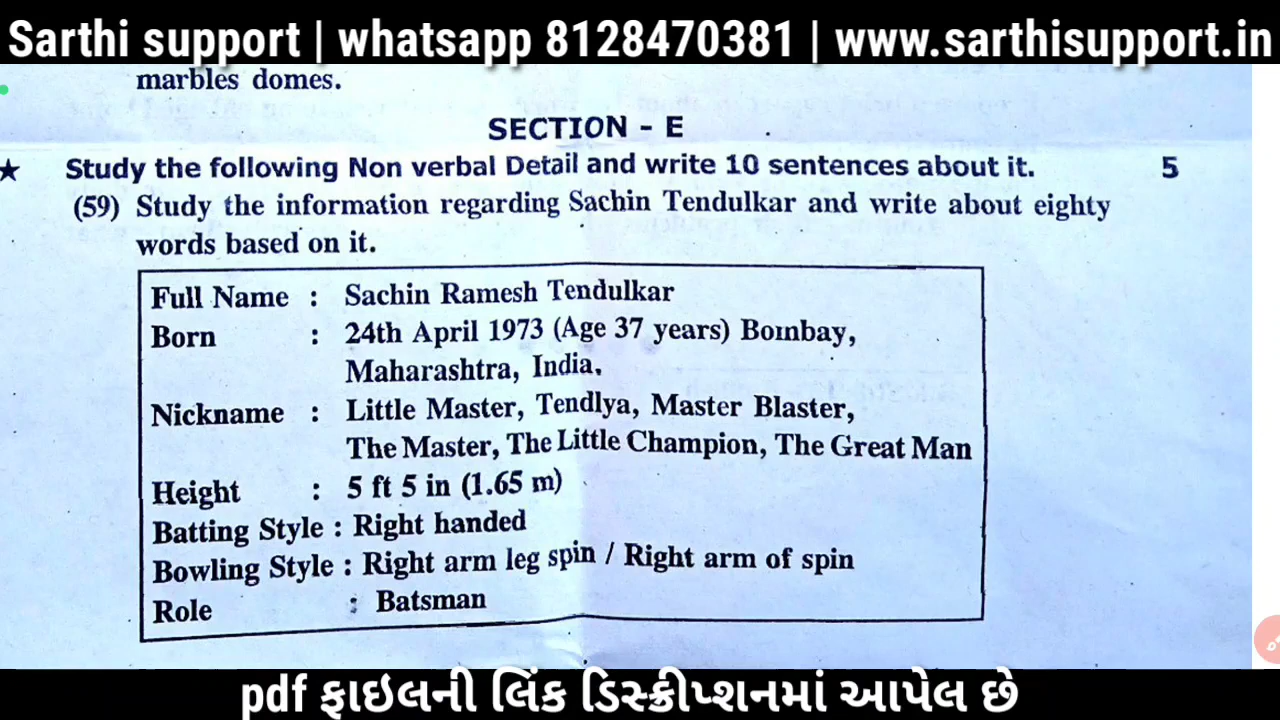 Sarthi support | whatsapp 8128470381 | www.sarthisupport.in
marbles domes.
SECTION - E
★ Study the following Non verbal Detail and write 10 sentences about it. 5
(59) Study the information regarding Sachin Tendulkar and write about eighty
words based on it.
Full Name : Sachin Ramesh Tendulkar
Born : 24th April 1973 (Age 37 years) Bombay,
Maharashtra, India.
Nickname : Little Master, Tendlya, Master Blaster,
The Master, The Little Champion, The Great Man
Height : 5 ft 5 in (1.65 m)
Batting Style : Right handed
Bowling Style : Right arm leg spin / Right arm of spin
Role : Batsman
pdf ફાઇલની લિંક ડિસ્ક્રીપ્શનમાં આપેલ છે